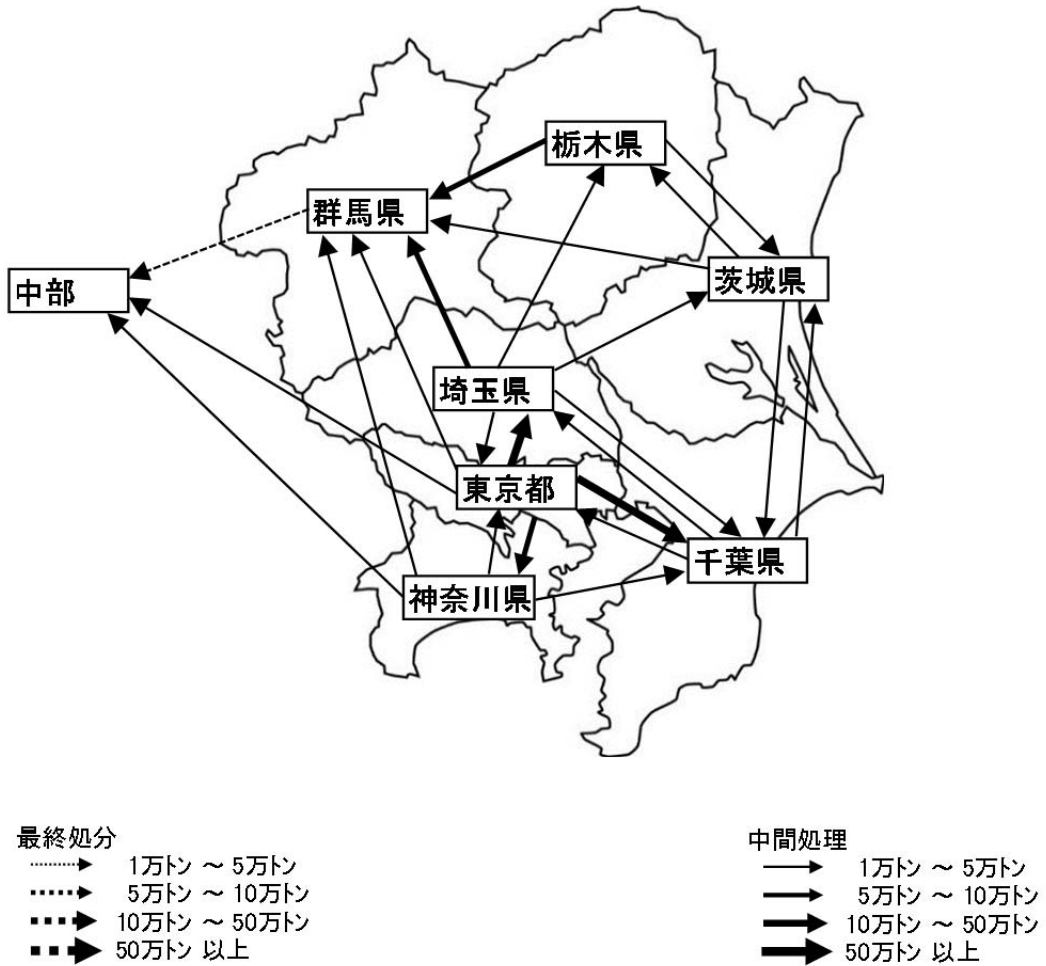 栃木県
群馬県
茨城県
中部
埼玉県
東京都
千葉県
神奈川県
最終処分
1万トン ～ 5万トン
5万トン ～ 10万トン
10万トン ～ 50万トン
50万トン 以上
中間処理
1万トン ～ 5万トン
5万トン ～ 10万トン
10万トン ～ 50万トン
50万トン 以上